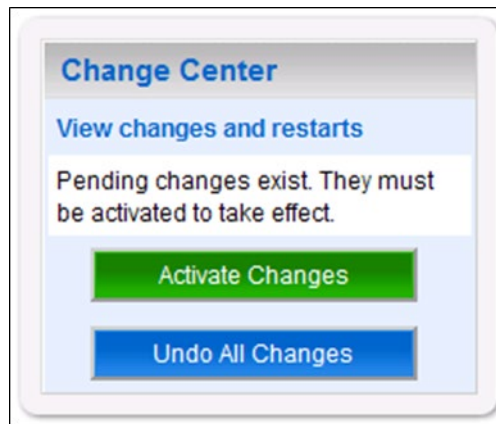 Change Center
View changes and restarts
Pending changes exist. They must
be activated to take effect.
Activate Changes
Undo All Changes